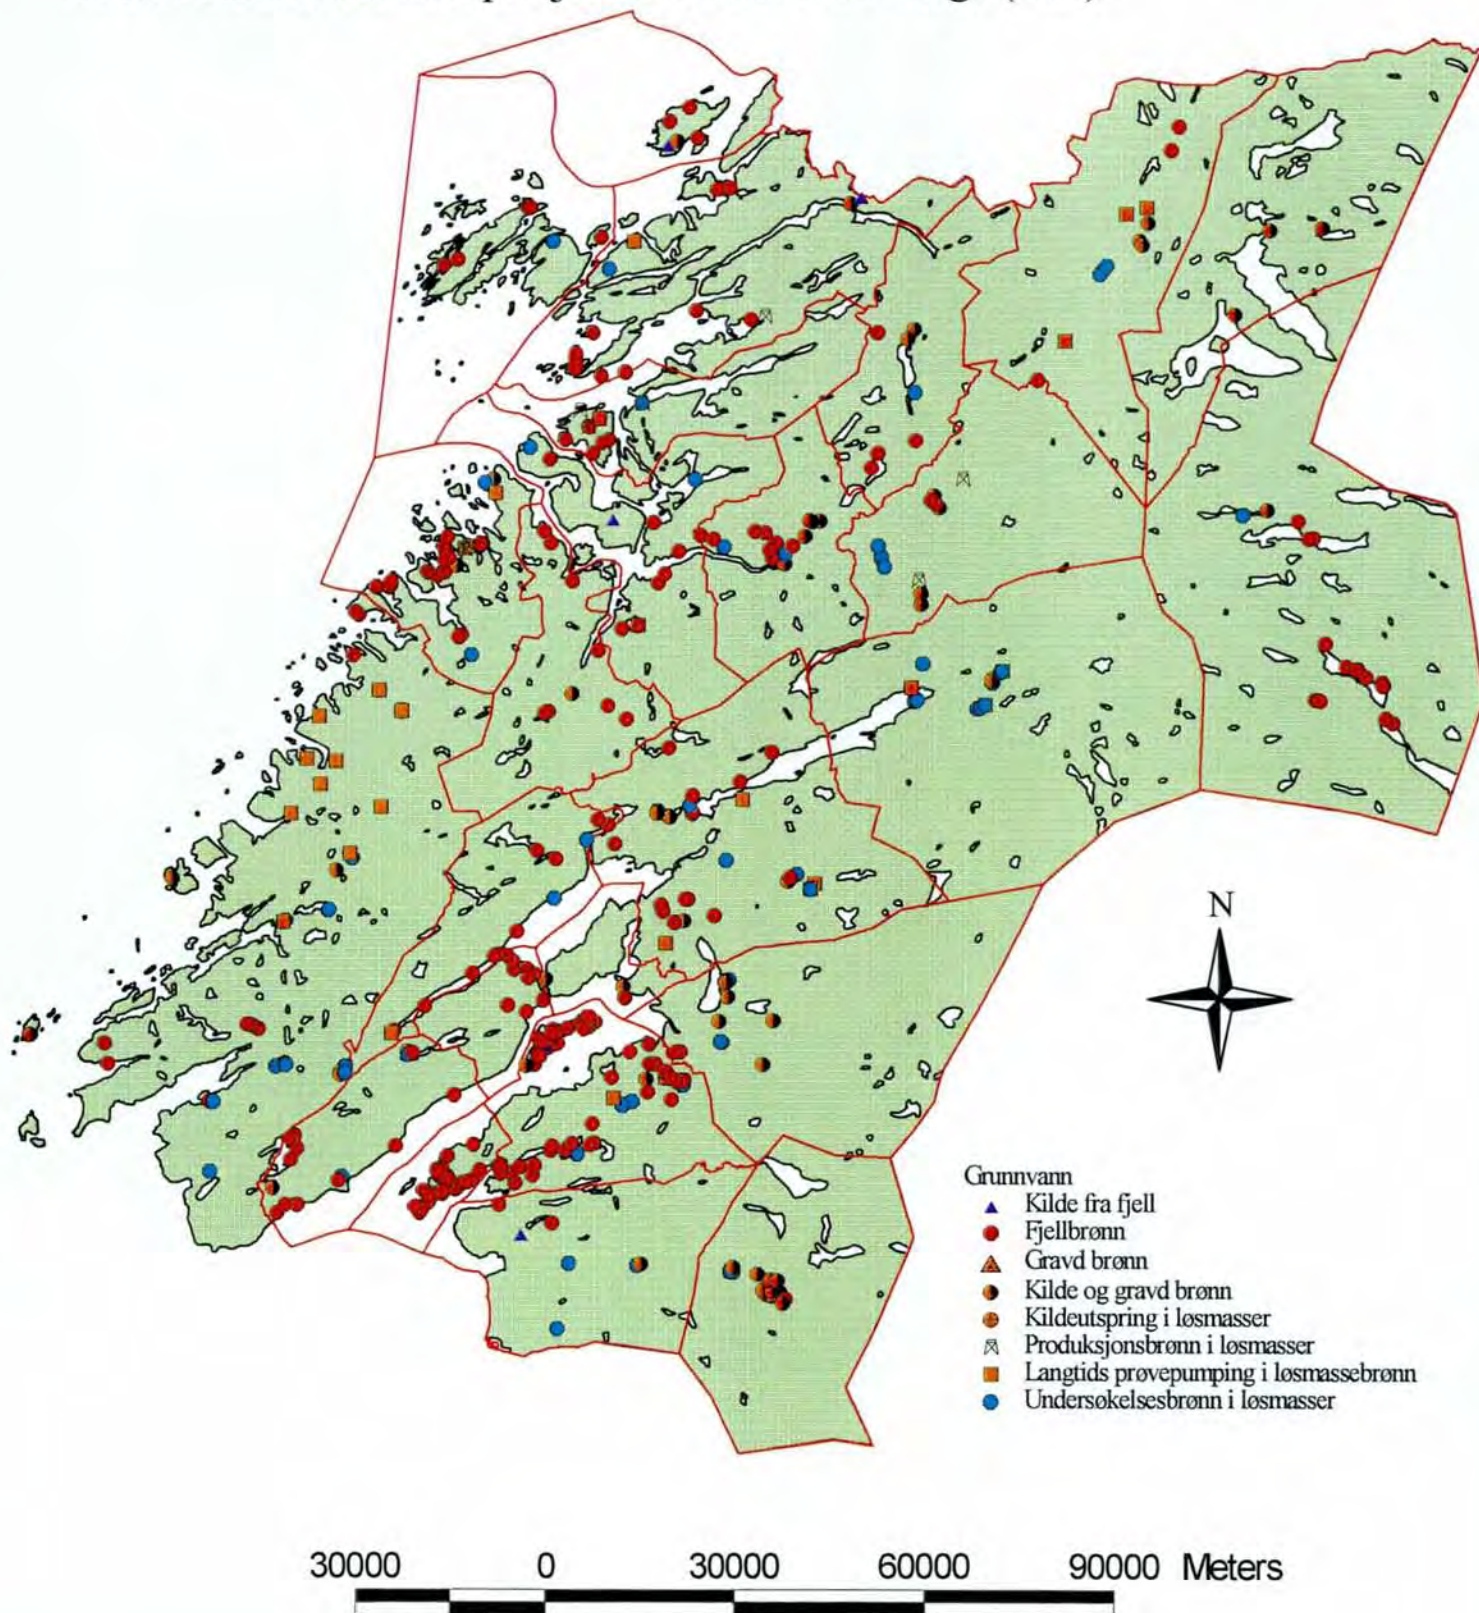 N
Grunnvann
Kilde fra fjell
Fjellbrønn
Gravd brønn
Kilde og gravd brønn
Kildeutspring i løsmasser
Produksjonsbrønn i løsmasser
Langtids prøvepumping i løsmassebrønn
Undersøkelsesbrønn i løsmasser
30000 0 30000 60000 90000 Meters